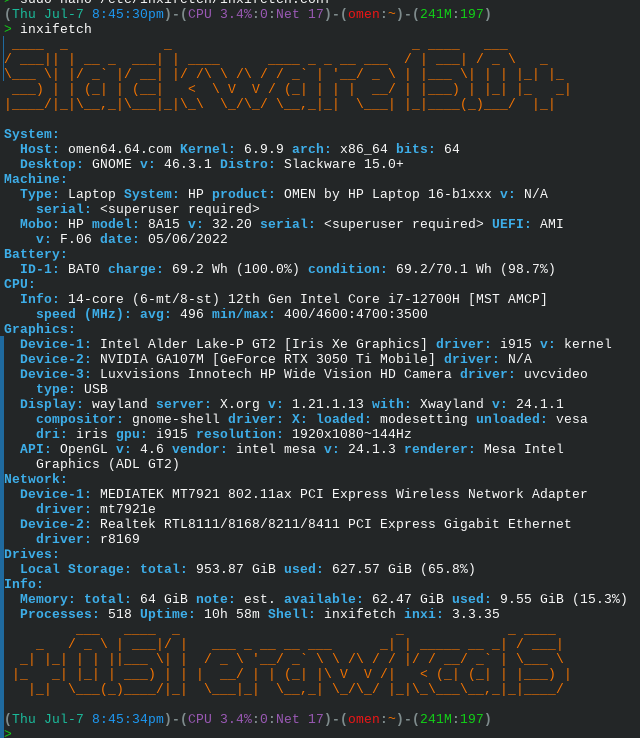 > sudo nano /etc/inxifetch/inxifetch.conf
(Thu Jul-7 8:45:30pm)-(CPU 3.4%:0:Net 17)-(omen:~)-(241M:197)
> inxifetch
Slackware 15.0+
System:
Host: omen64.64.com Kernel: 6.9.9 arch: x86_64 bits: 64
Desktop: GNOME v: 46.3.1 Distro: Slackware 15.0+
Machine:
Type: Laptop System: HP product: OMEN by HP Laptop 16-b1xxx v: N/A
serial: <superuser required>
Mobo: HP model: 8A15 v: 32.20 serial: <superuser required> UEFI: AMI
v: F.06 date: 05/06/2022
Battery:
ID-1: BAT0 charge: 69.2 Wh (100.0%) condition: 69.2/70.1 Wh (98.7%)
CPU:
Info: 14-core (6-mt/8-st) 12th Gen Intel Core i7-12700H [MST AMCP]
speed (MHz): avg: 496 min/max: 400/4600:4700:3500
Graphics:
Device-1: Intel Alder Lake-P GT2 [Iris Xe Graphics] driver: i915 v: kernel
Device-2: NVIDIA GA107M [GeForce RTX 3050 Ti Mobile] driver: N/A
Device-3: Luxvisions Innotech HP Wide Vision HD Camera driver: uvcvideo
type: USB
Display: wayland server: X.org v: 1.21.1.13 with: Xwayland v: 24.1.1
compositor: gnome-shell driver: X: loaded: modesetting unloaded: vesa
dri: iris gpu: i915 resolution: 1920x1080~144Hz
API: OpenGL v: 4.6 vendor: intel mesa v: 24.1.3 renderer: Mesa Intel
Graphics (ADL GT2)
Network:
Device-1: MEDIATEK MT7921 802.11ax PCI Express Wireless Network Adapter
driver: mt7921e
Device-2: Realtek RTL8111/8168/8211/8411 PCI Express Gigabit Ethernet
driver: r8169
Drives:
Local Storage: total: 953.87 GiB used: 627.57 GiB (65.8%)
Info:
Memory: total: 64 GiB note: est. available: 62.47 GiB used: 9.55 GiB (15.3%)
Processes: 518 Uptime: 10h 58m Shell: inxifetch inxi: 3.3.35
+0.51 erawkcalS
(Thu Jul-7 8:45:34pm)-(CPU 3.4%:0:Net 17)-(omen:~)-(241M:197)
>